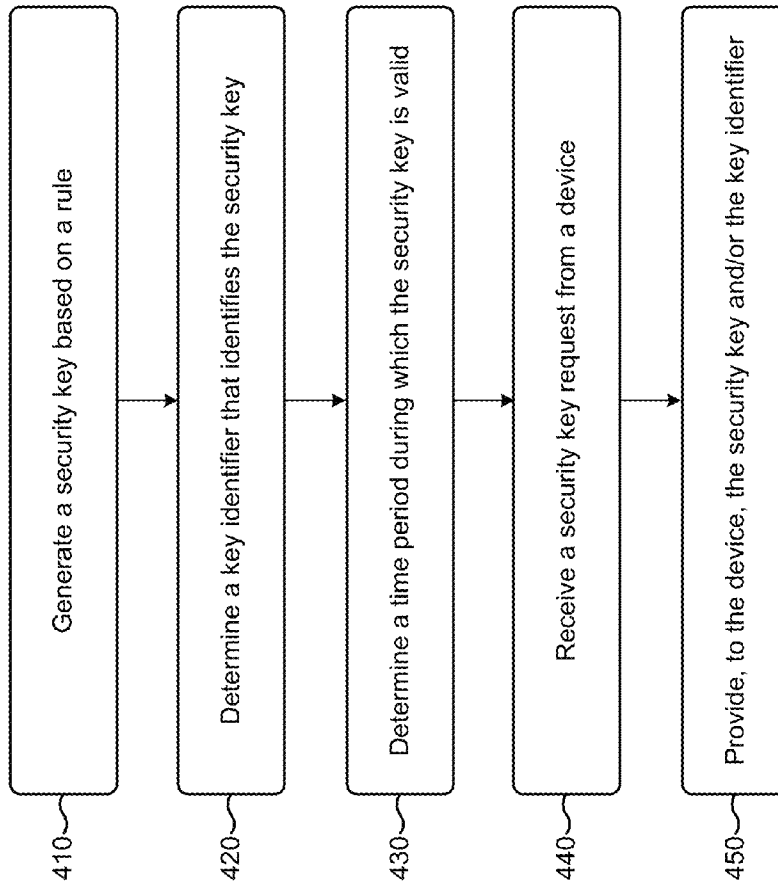 410
Generate a security key based on a rule
420
Determine a key identifier that identifies the security key
430
Determine a time period during which the security key is valid
440
Receive a security key request from a device
450
Provide, to the device, the security key and/or the key identifier